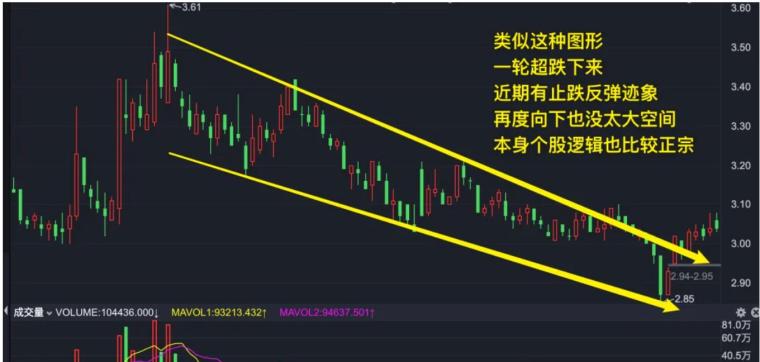 3.61
3.60
类似这种图形
一轮超跌下来
近期有止跌反弹迹象
再度向下也没太大空间
本身个股逻辑也比较正宗
3.50
3.40
3.30
3.20
3.10
3.00
2.94-2.95
2.90
2.85
成交量 VOLUME:104436.000↓ MAVOL1:93213.432↑ MAVOL2:94637.501↑
81.0万
60.7万
40.5万